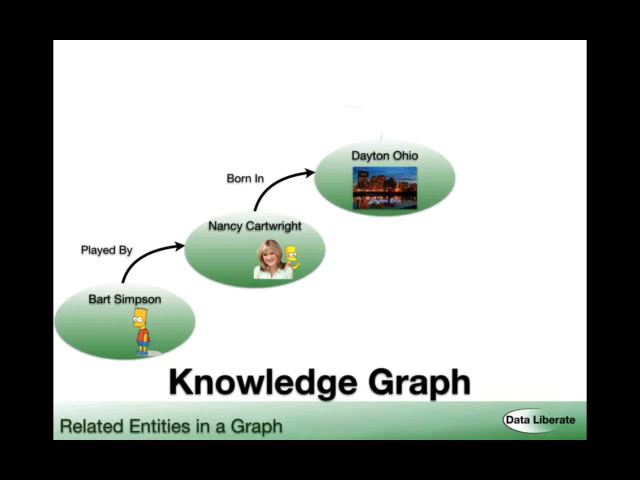 Dayton Ohio
Born In
Nancy Cartwright
Played By
Bart Simpson
Knowledge Graph
Related Entities in a Graph
Data Liberate